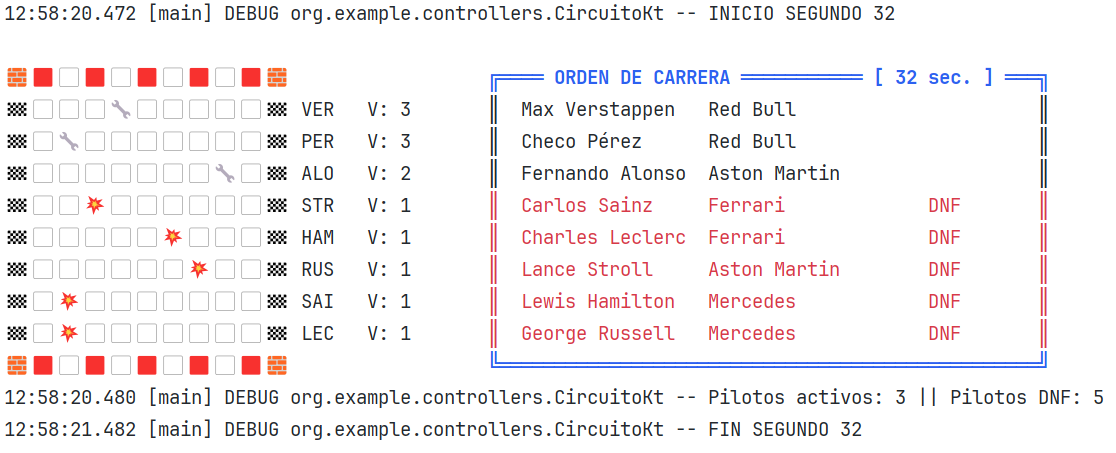 12:58:20.472 [main] DEBUG org.example.controllers.CircuitoKt -- INICIO SEGUNDO 32
ORDEN DE CARRERA [ 32 sec. ]
VER V: 3 Max Verstappen Red Bull
PER V: 3 Checo Pérez Red Bull
ALO V: 2 Fernando Alonso Aston Martin
STR V: 1 Carlos Sainz Ferrari DNF
HAM V: 1 Charles Leclerc Ferrari DNF
RUS V: 1 Lance Stroll Aston Martin DNF
SAI V: 1 Lewis Hamilton Mercedes DNF
LEC V: 1 George Russell Mercedes DNF
12:58:20.480 [main] DEBUG org.example.controllers.CircuitoKt -- Pilotos activos: 3 || Pilotos DNF: 5
12:58:21.482 [main] DEBUG org.example.controllers.CircuitoKt -- FIN SEGUNDO 32